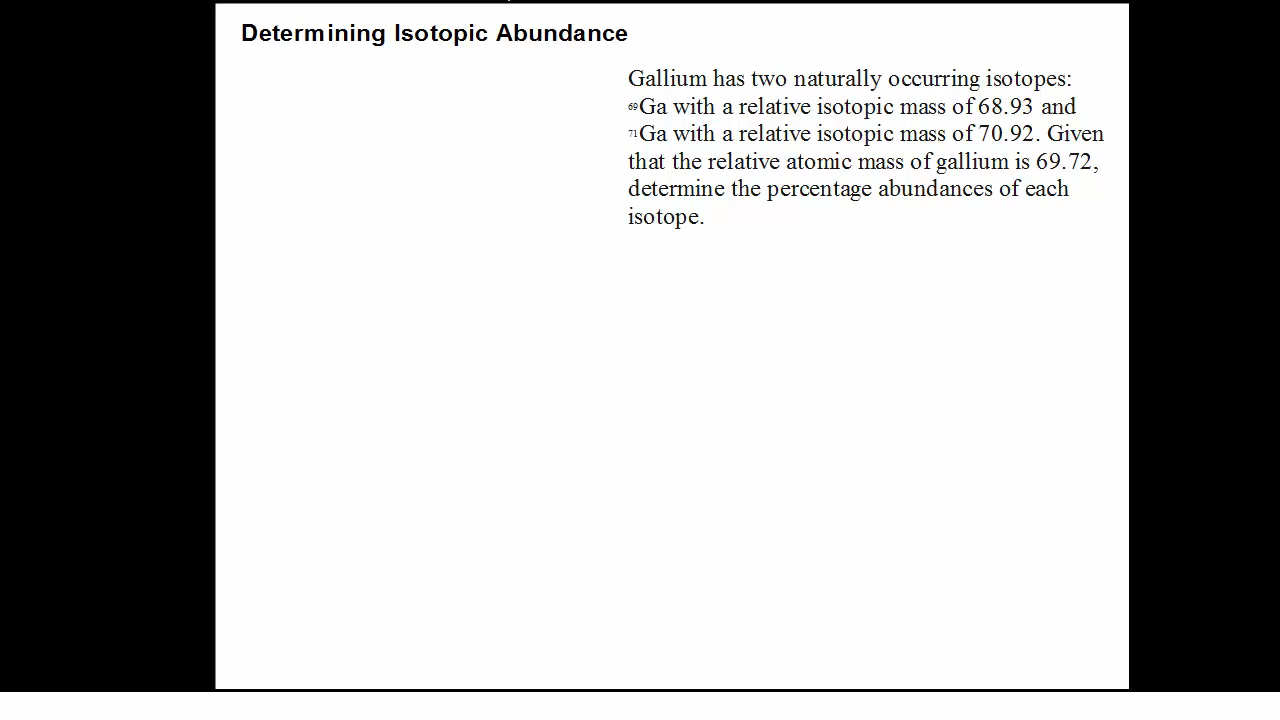 Determining Isotopic Abundance
Gallium has two naturally occurring isotopes:
⁶⁹Ga with a relative isotopic mass of 68.93 and
⁷¹Ga with a relative isotopic mass of 70.92. Given
that the relative atomic mass of gallium is 69.72,
determine the percentage abundances of each
isotope.